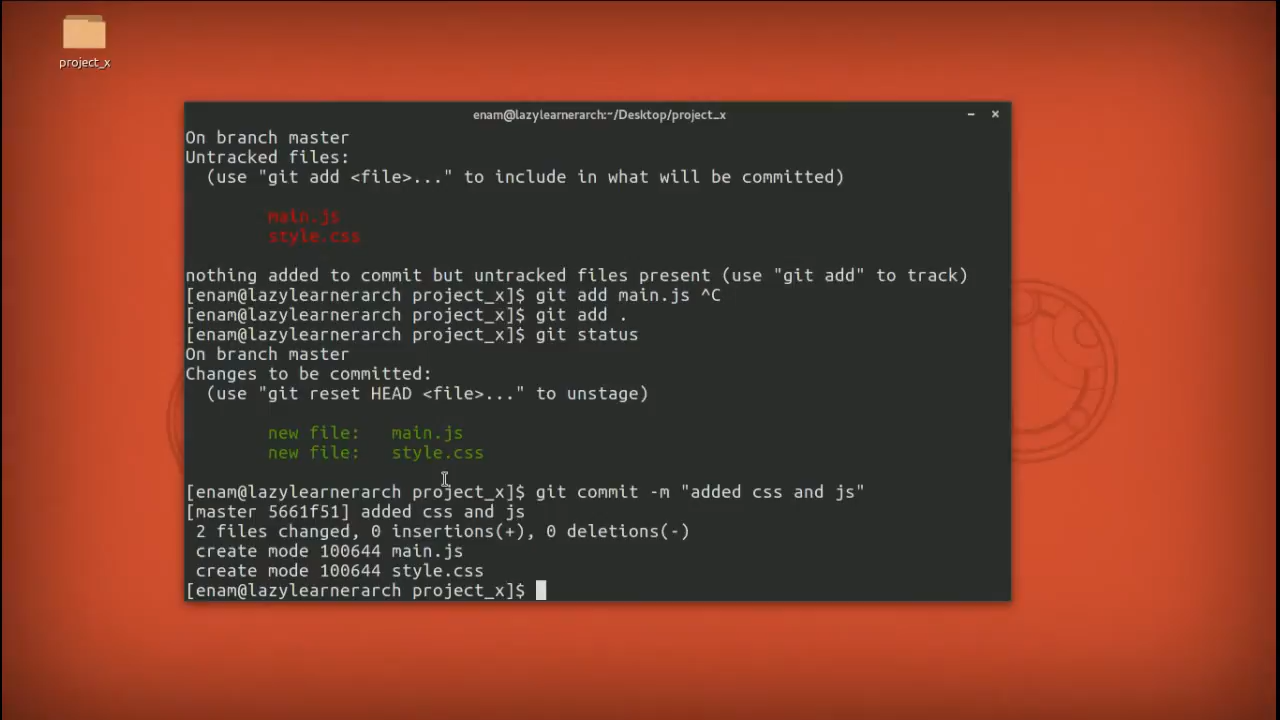 project_x
enam@lazylearnerarch:~/Desktop/project_x
On branch master
Untracked files:
  (use "git add <file>..." to include in what will be committed)
        main.js
        style.css
nothing added to commit but untracked files present (use "git add" to track)
[enam@lazylearnerarch project_x]$ git add main.js ^C
[enam@lazylearnerarch project_x]$ git add .
[enam@lazylearnerarch project_x]$ git status
On branch master
Changes to be committed:
  (use "git reset HEAD <file>..." to unstage)
        new file:   main.js
        new file:   style.css
[enam@lazylearnerarch project_x]$ git commit -m "added css and js"
[master 5661f51] added css and js
 2 files changed, 0 insertions(+), 0 deletions(-)
 create mode 100644 main.js
 create mode 100644 style.css
[enam@lazylearnerarch project_x]$